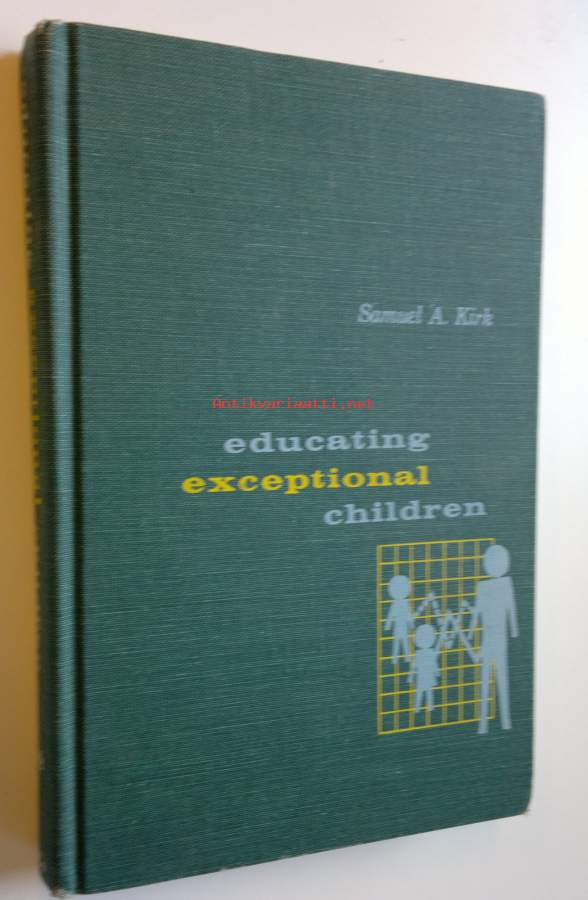 Samuel A. Kirk
Antikvariaatti.net
educating
exceptional
children